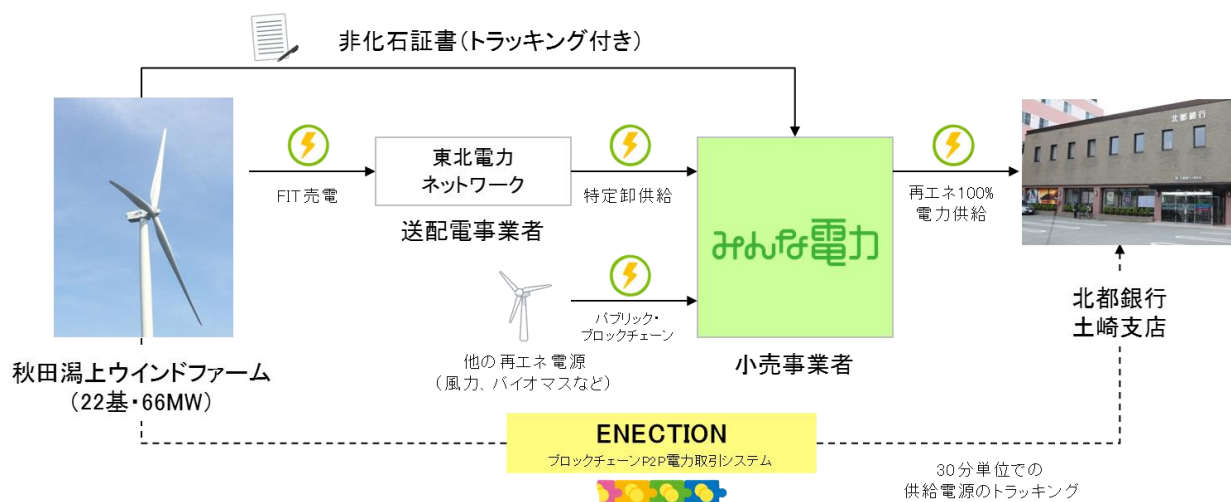 非化石証書(トラッキング付き)
FIT売電
東北電力
ネットワーク
送配電事業者
特定卸供給
みんな電力
小売事業者
再エネ100%
電力供給
北都銀行
北都銀行
土崎支店
パブリック・
ブロックチェーン
他の再エネ電源
(風力、バイオマスなど)
秋田潟上ウインドファーム
(22基・66MW)
ENECTION
ブロックチェーンP2P電力取引システム
30分単位での
供給電源のトラッキング